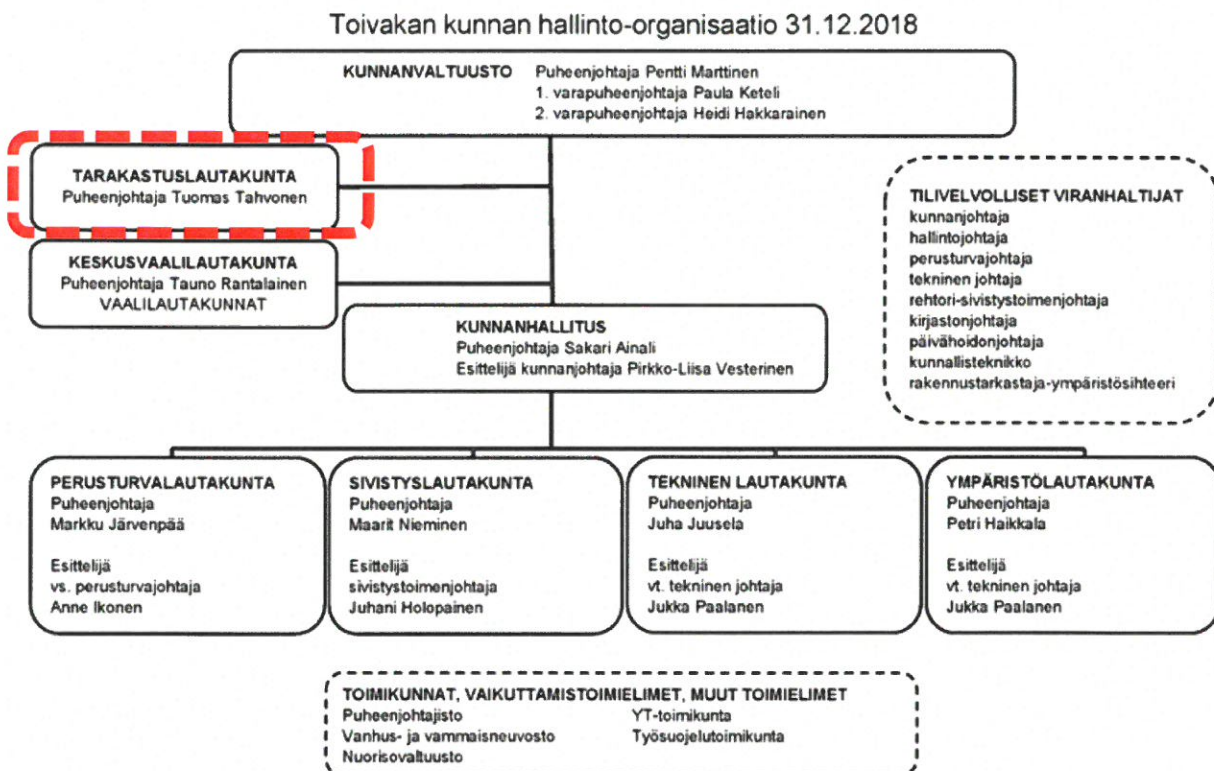 Toivakan kunnan hallinto-organisaatio 31.12.2018
KUNNANVALTUUSTO Puheenjohtaja Pentti Marttinen
1. varapuheenjohtaja Paula Keteli
2. varapuheenjohtaja Heidi Hakkarainen
TARAKASTUSLAUTAKUNTA
Puheenjohtaja Tuomas Tahvonen
KESKUSVAALILAUTAKUNTA
Puheenjohtaja Tauno Rantalainen
VAALILAUTAKUNNAT
TILIVELVOLLISET VIRANHALTIJAT
kunnanjohtaja
hallintojohtaja
perusturvajohtaja
tekninen johtaja
rehtori-sivistystoimenjohtaja
kirjastonjohtaja
päivähoidonjohtaja
kunnallisteknikko
rakennustarkastaja-ympäristösihteeri
KUNNANHALLITUS
Puheenjohtaja Sakari Ainali
Esittelijä kunnanjohtaja Pirkko-Liisa Vesterinen
PERUSTURVALAUTAKUNTA
Puheenjohtaja
Markku Järvenpää
Esittelijä
vs. perusturvajohtaja
Anne Ikonen
SIVISTYSLAUTAKUNTA
Puheenjohtaja
Maarit Nieminen
Esittelijä
sivistystoimenjohtaja
Juhani Holopainen
TEKNINEN LAUTAKUNTA
Puheenjohtaja
Juha Juusela
Esittelijä
vt. tekninen johtaja
Jukka Paalanen
YMPÄRISTÖLAUTAKUNTA
Puheenjohtaja
Petri Haikkala
Esittelijä
vt. tekninen johtaja
Jukka Paalanen
TOIMIKUNNAT, VAIKUTTAMISTOIMIELIMET, MUUT TOIMIELIMET
Puheenjohtajisto YT-toimikunta
Vanhus- ja vammaisneuvosto Työsuojelutoimikunta
Nuorisovaltuusto